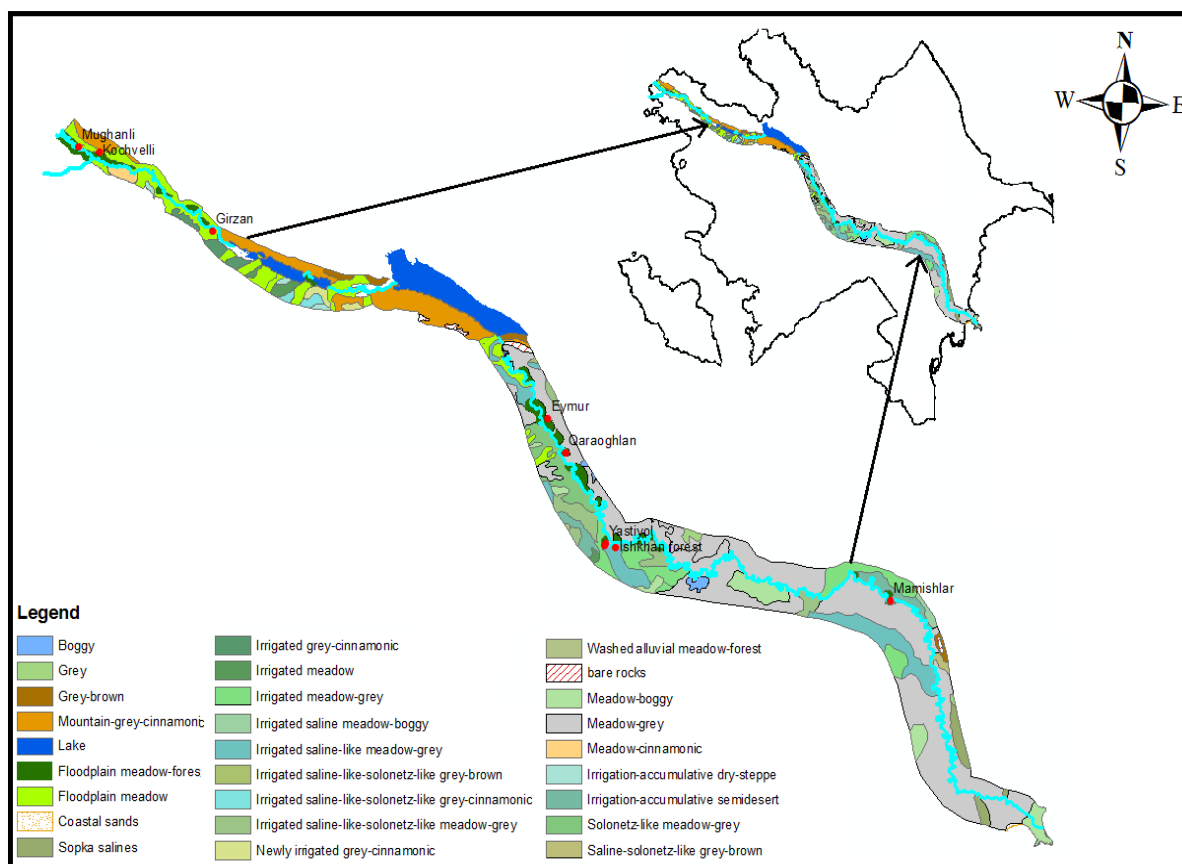 N
W
E
S
Mughanli
Kochvelli
Girzan
Eymur
Qaraoghlan
Yastivol
Ishkhan forest
Mamishlar
Legend
Boggy
Grey
Grey-brown
Mountain-grey-cinnamonic
Lake
Floodplain meadow-fores
Floodplain meadow
Coastal sands
Sopka salines
Irrigated grey-cinnamonic
Irrigated meadow
Irrigated meadow-grey
Irrigated saline meadow-boggy
Irrigated saline-like meadow-grey
Irrigated saline-like-solonetz-like grey-brown
Irrigated saline-like-solonetz-like grey-cinnamonic
Irrigated saline-like-solonetz-like meadow-grey
Newly irrigated grey-cinnamonic
Washed alluvial meadow-forest
bare rocks
Meadow-boggy
Meadow-grey
Meadow-cinnamonic
Irrigation-accumulative dry-steppe
Irrigation-accumulative semidesert
Solonetz-like meadow-grey
Saline-solonetz-like grey-brown